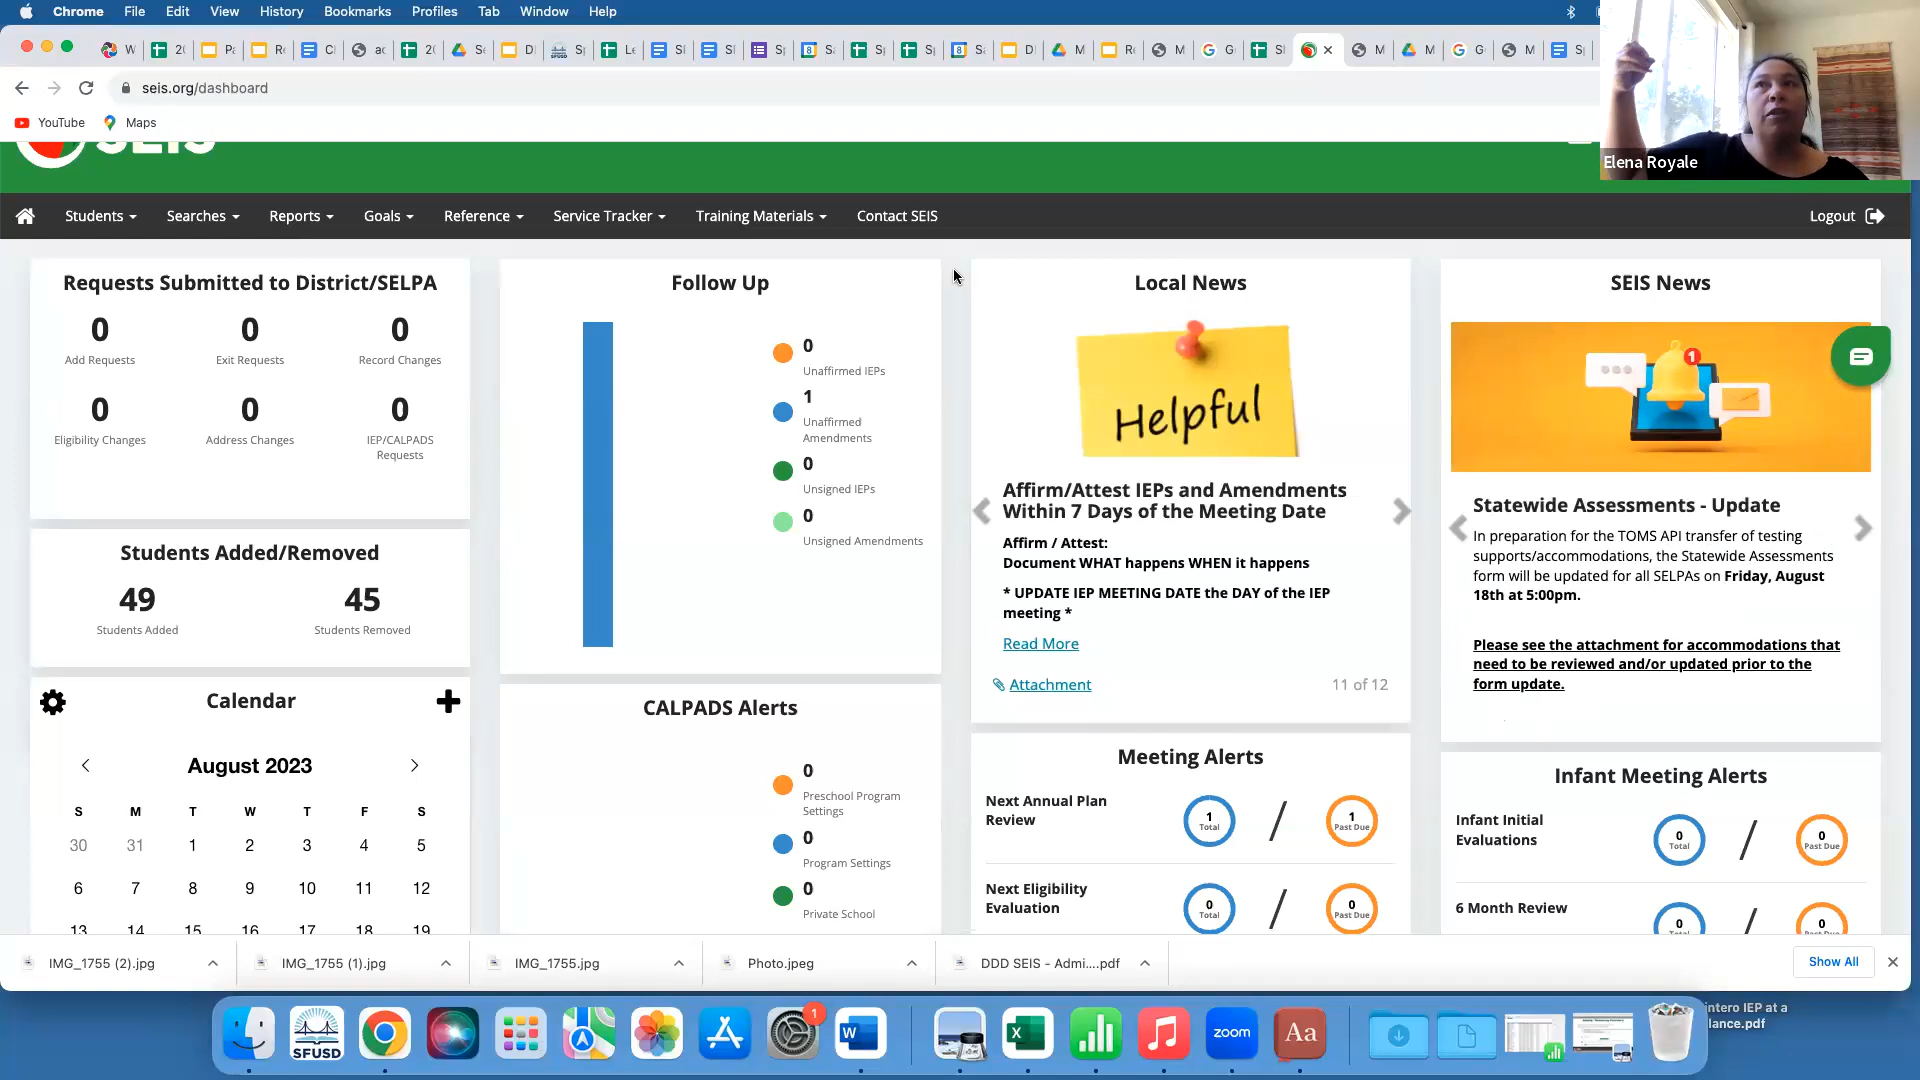 Chrome File Edit View History Bookmarks Profiles Tab Window Help
seis.org/dashboard
YouTube Maps
SEIS
Elena Royale
Students Searches Reports Goals Reference Service Tracker Training Materials Contact SEIS Logout
Requests Submitted to District/SELPA
0 0 0
Add Requests Exit Requests Record Changes
0 0 0
Eligibility Changes Address Changes IEP/CALPADS
Requests
Students Added/Removed
49 45
Students Added Students Removed
Calendar
August 2023
S M T W T F S
30 31 1 2 3 4 5
6 7 8 9 10 11 12
13 14 15 16 17 18 19
Follow Up
0
Unaffirmed IEPs
1
Unaffirmed
Amendments
0
Unsigned IEPs
0
Unsigned Amendments
CALPADS Alerts
0
Preschool Program
Settings
0
Program Settings
0
Private School
Local News
Helpful
Affirm/Attest IEPs and Amendments
Within 7 Days of the Meeting Date
Affirm / Attest:
Document WHAT happens WHEN it happens
* UPDATE IEP MEETING DATE the DAY of the IEP
meeting *
Read More
Attachment 11 of 12
Meeting Alerts
Next Annual Plan
Review
1
Total
/
1
Past Due
Next Eligibility
Evaluation
0
Total
/
0
Past Due
SEIS News
1
Statewide Assessments - Update
In preparation for the TOMS API transfer of testing
supports/accommodations, the Statewide Assessments
form will be updated for all SELPAs on Friday, August
18th at 5:00pm.
Please see the attachment for accommodations that
need to be reviewed and/or updated prior to the
form update.
Infant Meeting Alerts
Infant Initial
Evaluations
0
Total
/
0
Past Due
6 Month Review
0
Total
/
0
Past Due
IMG_1755 (2).jpg IMG_1755 (1).jpg IMG_1755.jpg Photo.jpeg DDD SEIS - Admi....pdf Show All
SFUSD
1
W
X
zoom
Aa
intero IEP at a
lance.pdf